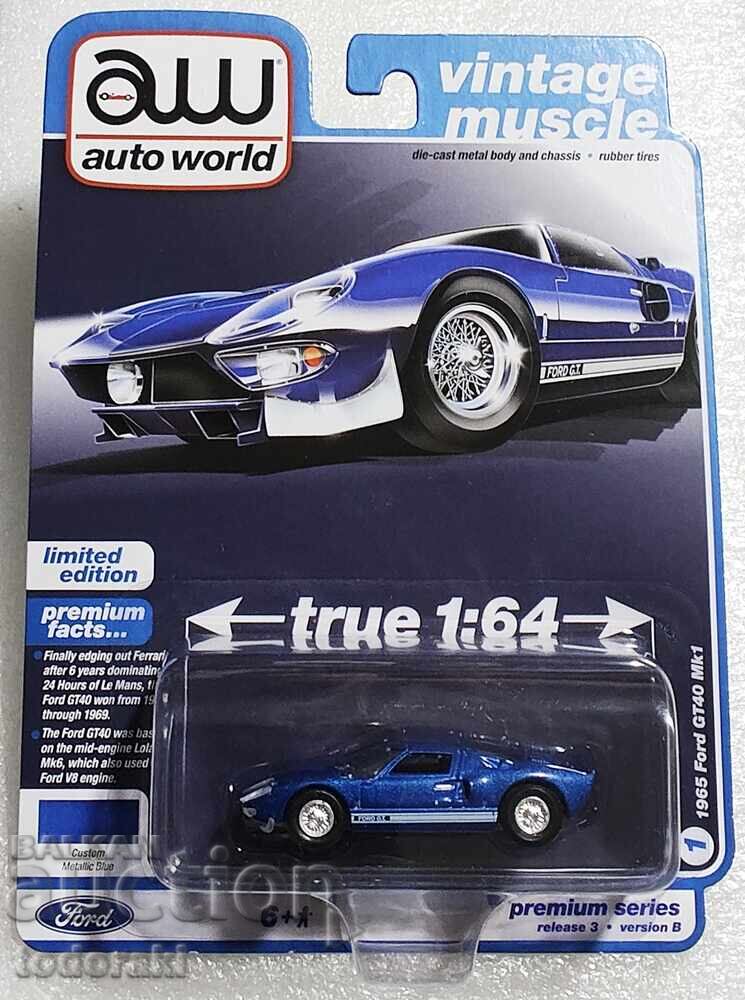 aw
auto world
vintage
muscle
die-cast metal body and chassis • rubber tires
FORD G.T.
limited
edition
premium
facts...
true 1:64
• Finally edging out Ferrari
after 6 years dominating
24 Hours of Le Mans,
Ford GT40 won from
through 1969.
• The Ford GT40 was
on the mid-engine Lola
Mk6, which also used
Ford V8 engine.
Custom
Metallic Blue
FORD G.T.
1965 Ford GT40 Mk1
1
Ford
6+
premium series
release 3 • version B
BALKAN
auction
todoraki